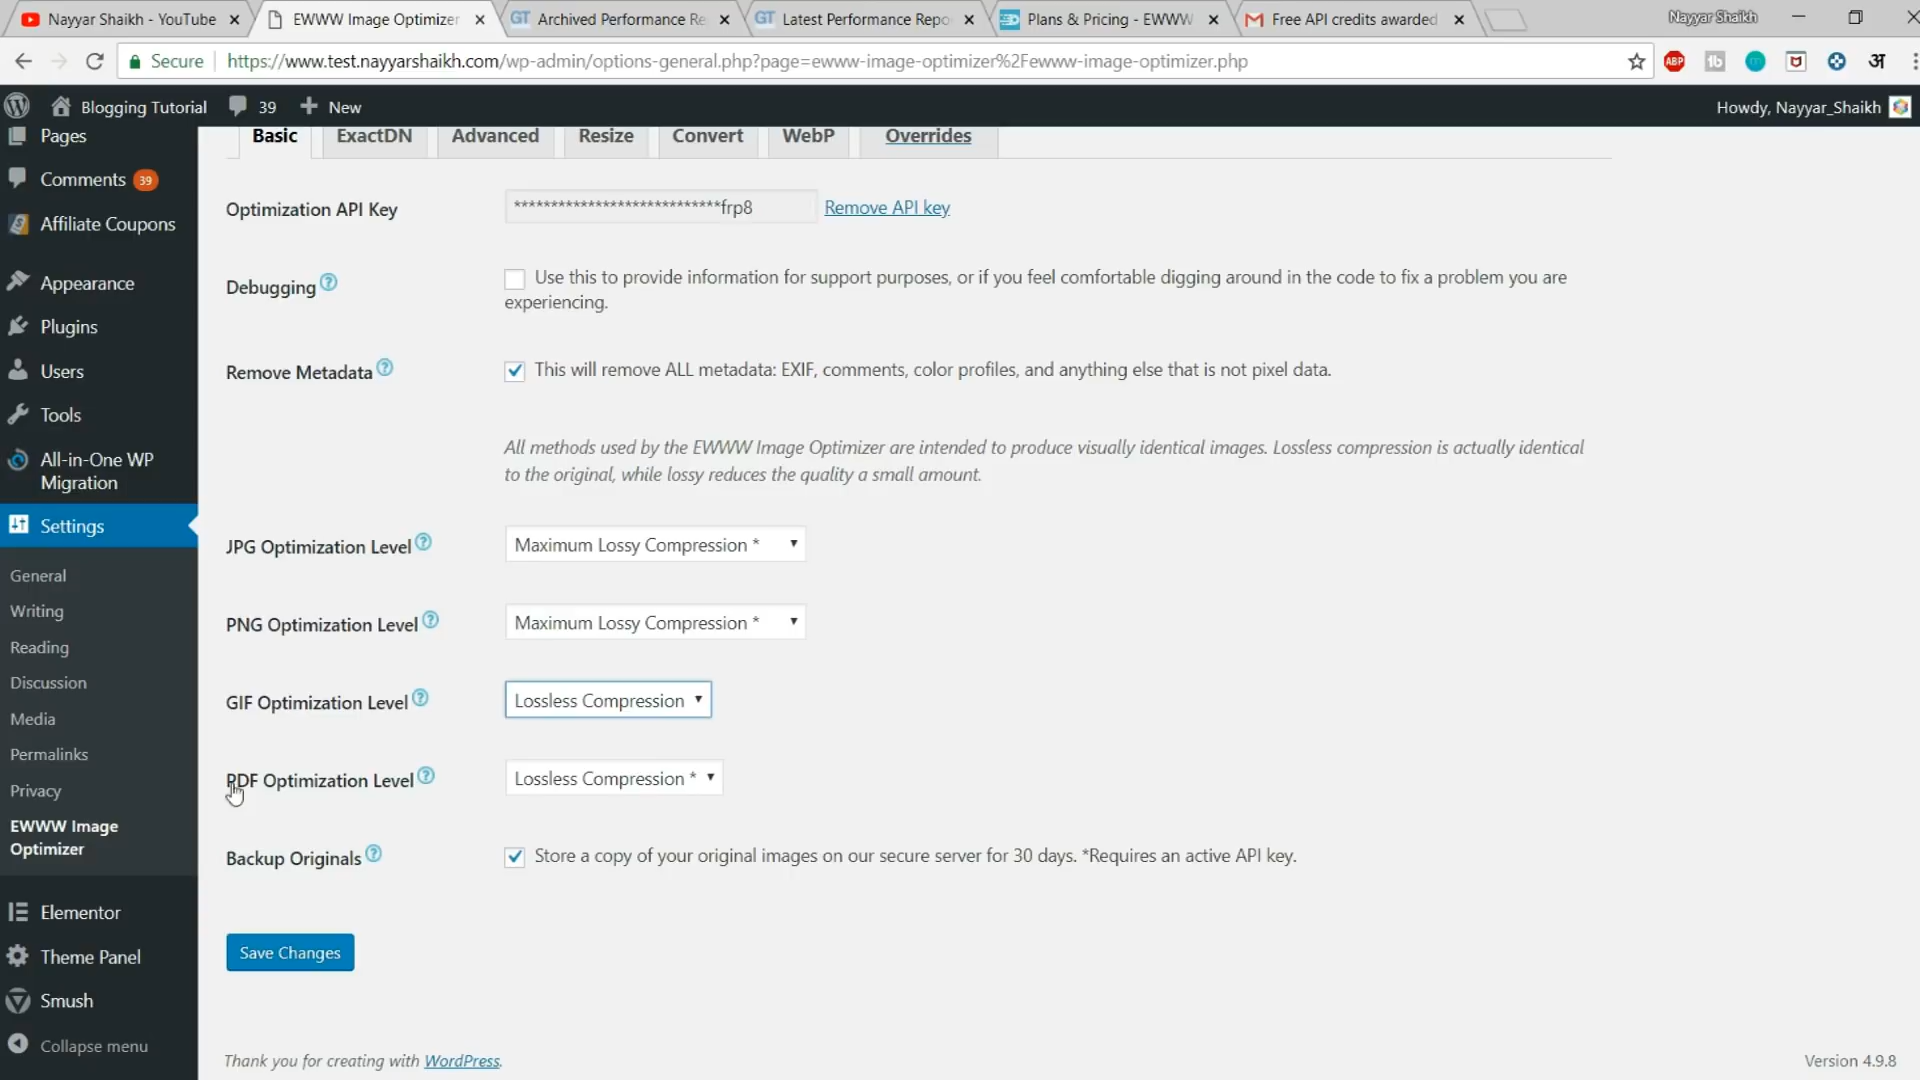 Nayyar Shaikh - YouTube
EWWW Image Optimizer
GT Archived Performance Re
GT Latest Performance Repo
Plans & Pricing - EWWW
Free API credits awarded
Nayyar Shaikh
Secure
https://www.test.nayyarshaikh.com/wp-admin/options-general.php?page=ewww-image-optimizer%2Fewww-image-optimizer.php
ABP
अ
Blogging Tutorial
39
New
Howdy, Nayyar_Shaikh
Pages
Comments 39
Affiliate Coupons
Appearance
Plugins
Users
Tools
All-in-One WP
Migration
Settings
General
Writing
Reading
Discussion
Media
Permalinks
Privacy
EWWW Image
Optimizer
Elementor
Theme Panel
Smush
Collapse menu
Basic
ExactDN
Advanced
Resize
Convert
WebP
Overrides
Optimization API Key
****************************frp8
Remove API key
Debugging ?
Use this to provide information for support purposes, or if you feel comfortable digging around in the code to fix a problem you are
experiencing.
Remove Metadata ?
This will remove ALL metadata: EXIF, comments, color profiles, and anything else that is not pixel data.
All methods used by the EWWW Image Optimizer are intended to produce visually identical images. Lossless compression is actually identical
to the original, while lossy reduces the quality a small amount.
JPG Optimization Level ?
Maximum Lossy Compression *
PNG Optimization Level ?
Maximum Lossy Compression *
GIF Optimization Level ?
Lossless Compression
PDF Optimization Level ?
Lossless Compression *
Backup Originals ?
Store a copy of your original images on our secure server for 30 days. *Requires an active API key.
Save Changes
Thank you for creating with WordPress.
Version 4.9.8